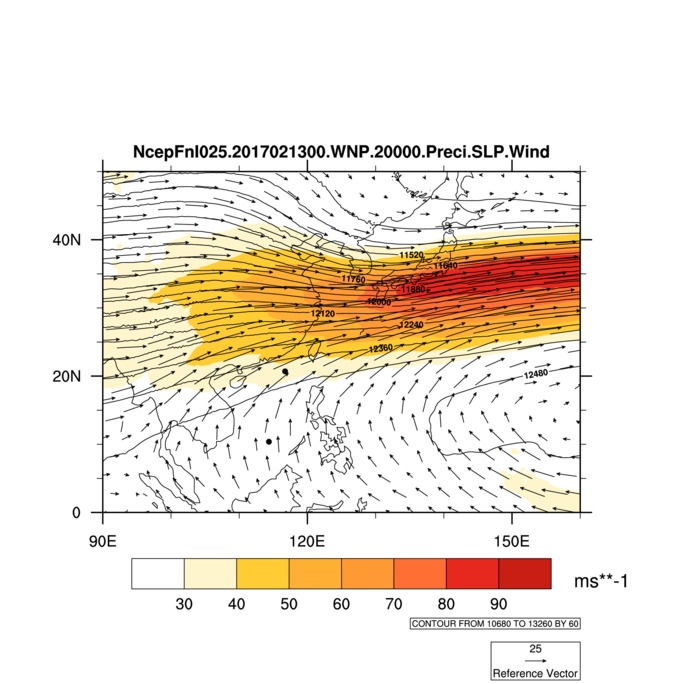 NcepFnl025.2017021300.WNP.20000.Preci.SLP.Wind
40N
20N
0
11520
11640
11760
11880
12000
12120
12240
12360
12480
90E 120E 150E
30 40 50 60 70 80 90
ms**-1
CONTOUR FROM 10680 TO 13260 BY 60
25
Reference Vector